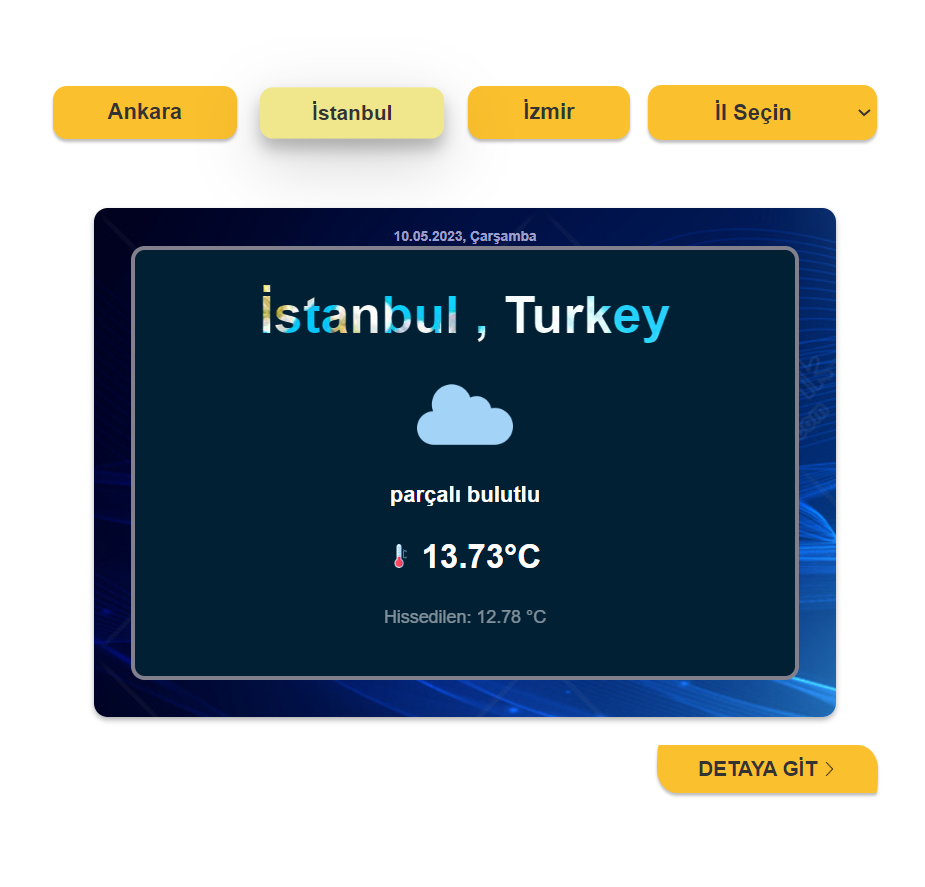 Ankara
İstanbul
İzmir
İl Seçin
10.05.2023, Çarşamba
İstanbul , Turkey
parçalı bulutlu
13.73°C
Hissedilen: 12.78 °C
DETAYA GİT